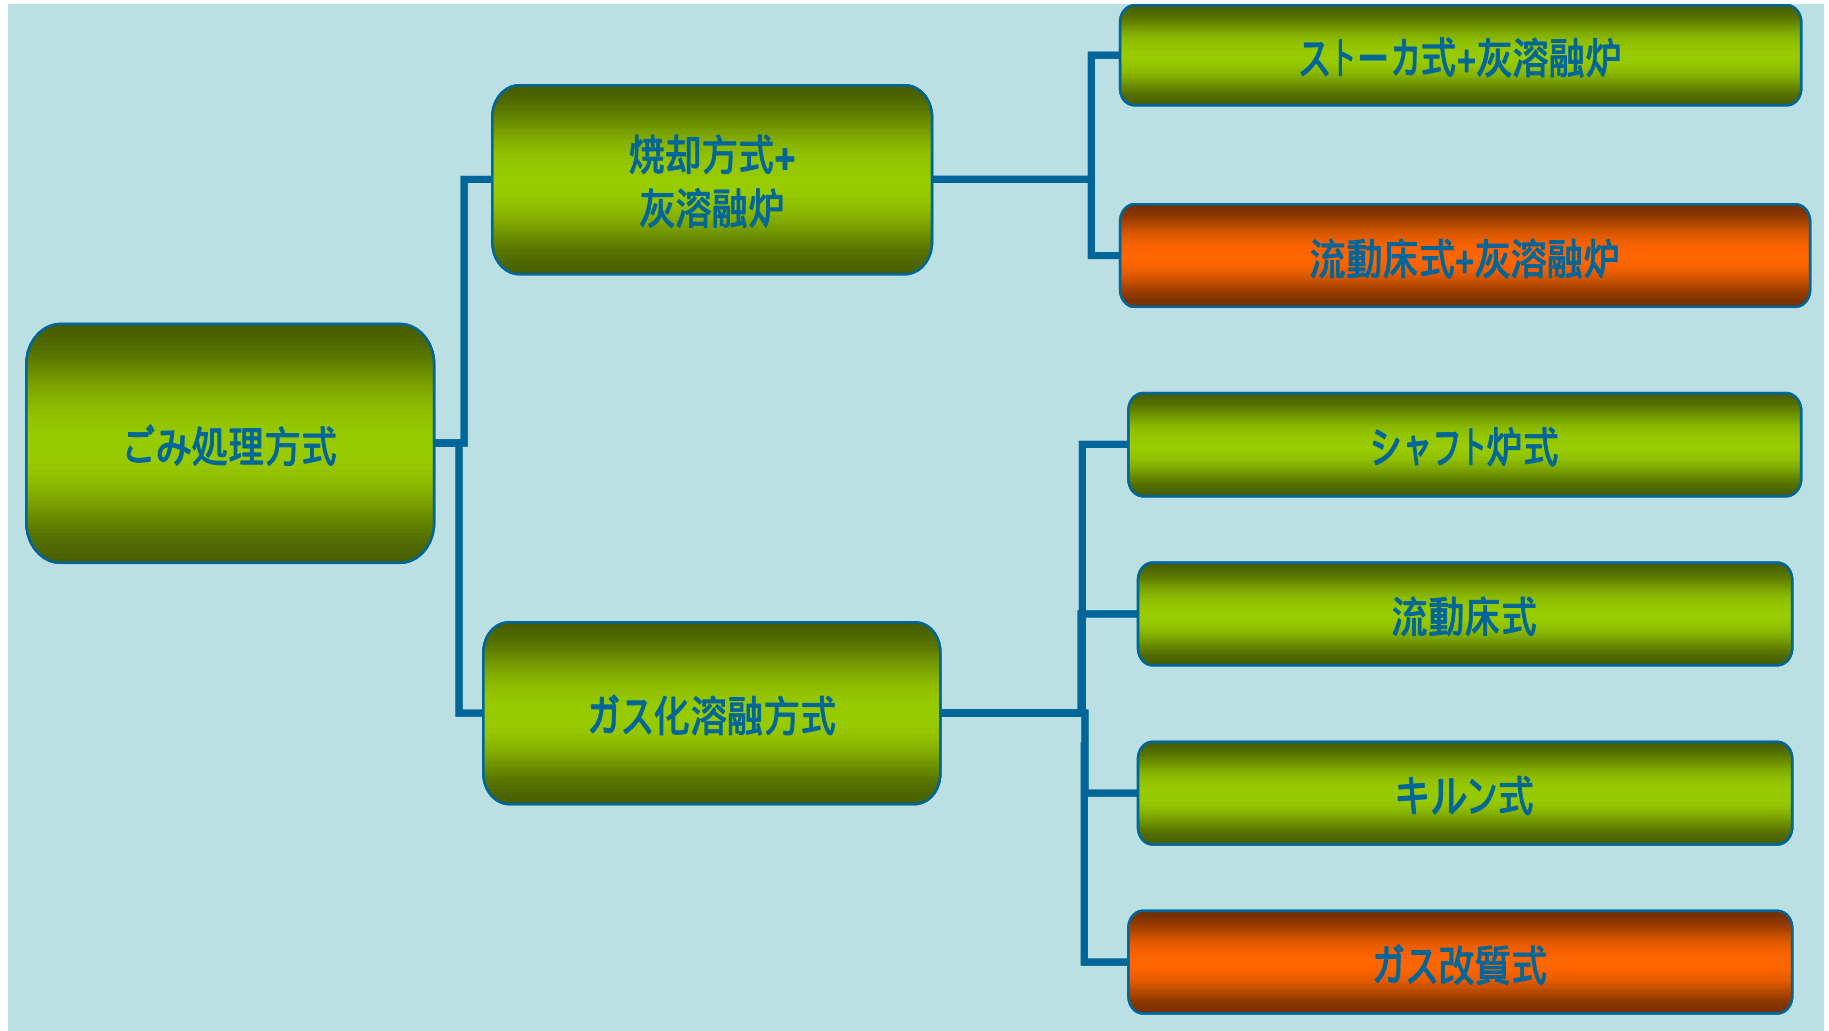 ごみ処理方式
焼却方式+
灰溶融炉
ストーカ式+灰溶融炉
流動床式+灰溶融炉
ガス化溶融方式
シャフト炉式
流動床式
キルン式
ガス改質式